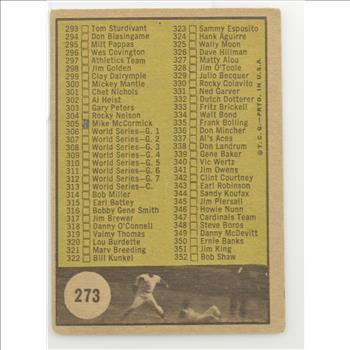 293 Tom Sturdivant
294 Don Blasingame
295 Milt Pappas
296 Wes Covington
297 Athletics Team
298 Jim Golden
299 Clay Dalrymple
300 Mickey Mantle
301 Chet Nichols
302 Al Heist
303 Gary Peters
304 Rocky Nelson
305 Mike McCormick
306 World Series—G. 1
307 World Series—G. 2
308 World Series—G. 3
309 World Series—G. 4
310 World Series—G. 5
311 World Series—G. 6
312 World Series—G. 7
313 World Series—C.
314 Bob Miller
315 Earl Battey
316 Bobby Gene Smith
317 Jim Brewer
318 Danny O'Connell
319 Valmy Thomas
320 Lou Burdette
321 Marv Breeding
322 Bill Kunkel
323 Sammy Esposito
324 Hank Aguirre
325 Wally Moon
326 Dave Hillman
327 Matty Alou
328 Jim O'Toole
329 Julio Becquer
330 Rocky Colavito
331 Ned Garver
332 Dutch Dotterer
333 Fritz Brickell
334 Walt Bond
335 Frank Bolling
336 Don Mincher
337 Al's Aces
338 Don Landrum
339 Gene Baker
340 Vic Wertz
341 Jim Owens
342 Clint Courtney
343 Earl Robinson
344 Sandy Koufax
345 Jim Piersall
346 Howie Nunn
347 Cardinals Team
348 Steve Boros
349 Danny McDevitt
350 Ernie Banks
351 Jim King
352 Bob Shaw
© T.C.G.—PRTD. IN U.S.A.
273